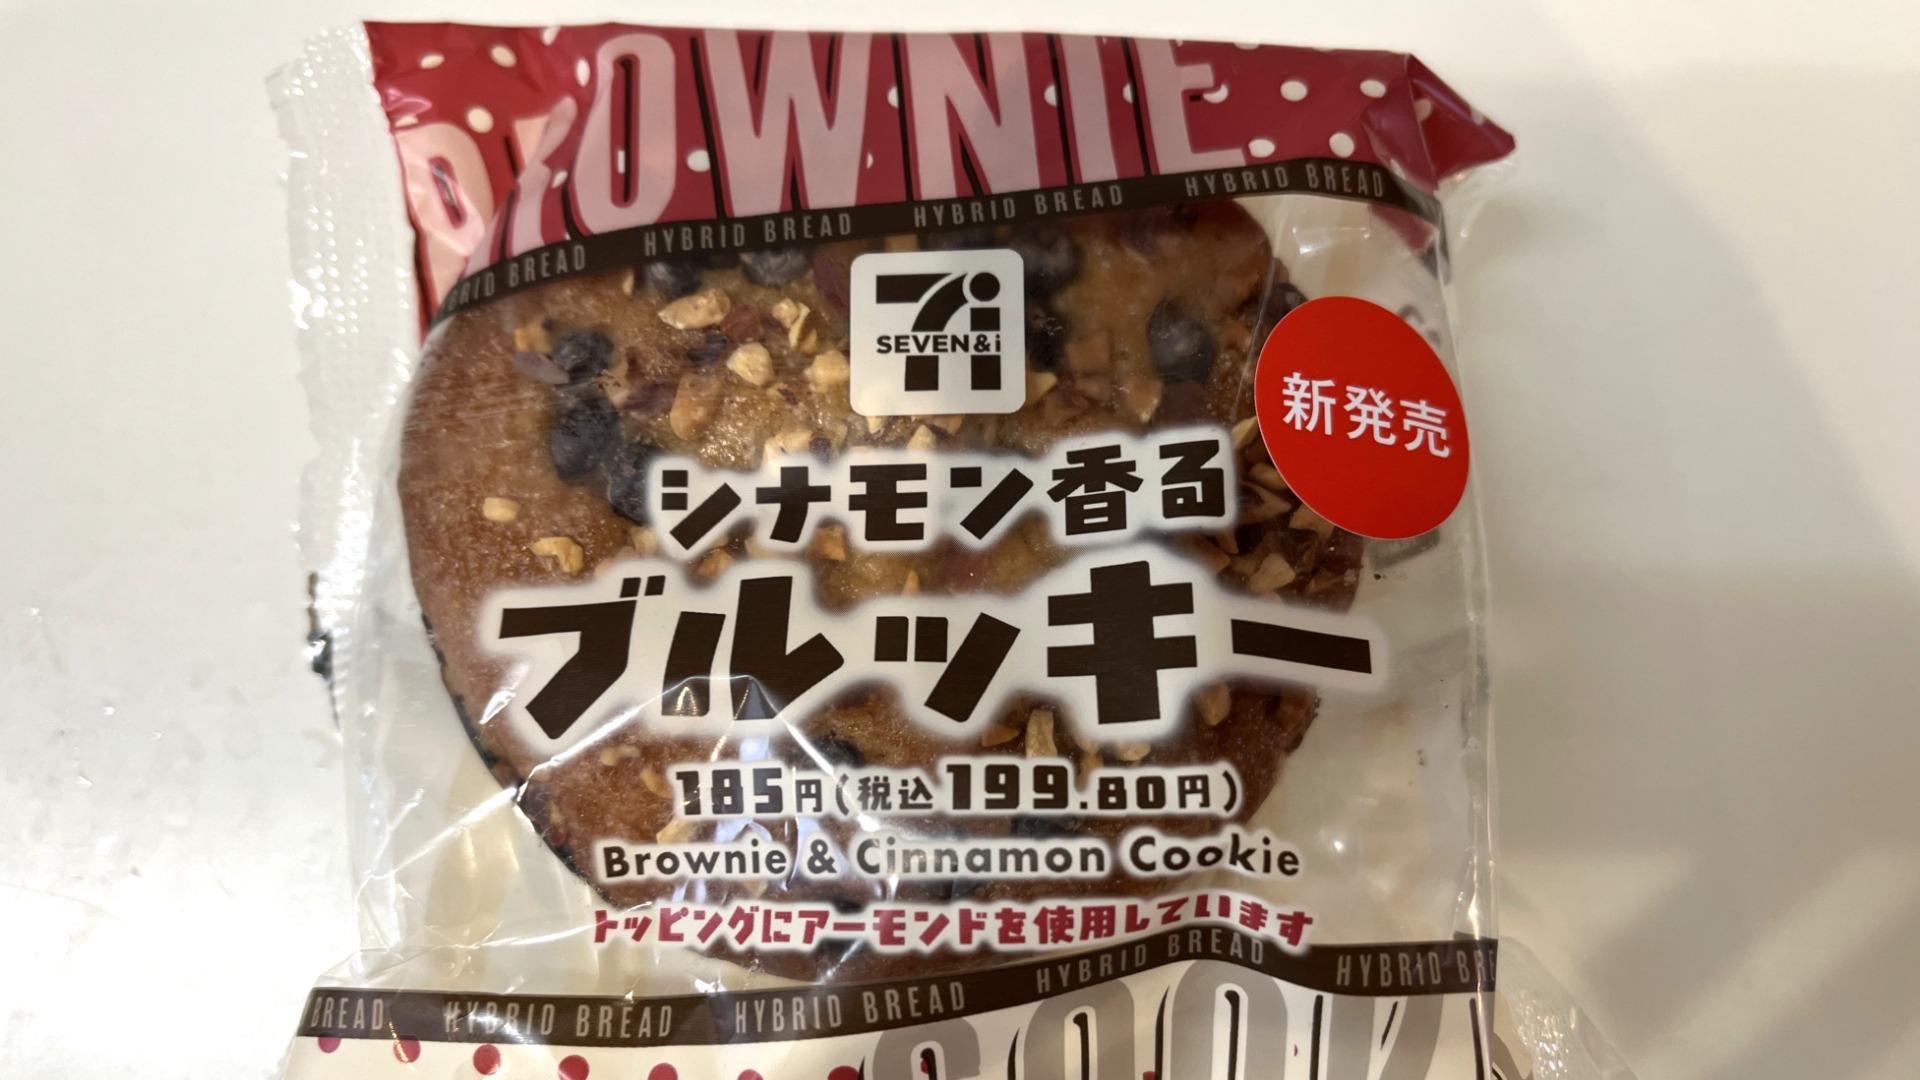 BROWNIE
BRID BREAD HYBRID BREAD HYBRID BREAD HYBRID BREAD
SEVEN&i
新発売
シナモン香る
ブルッキー
185円(税込199.80円)
Brownie & Cinnamon Cookie
トッピングにアーモンドを使用しています
BREAD HYBRID BREAD HYBRID BREAD HYBRID BREAD HYBRID BRE
COOK